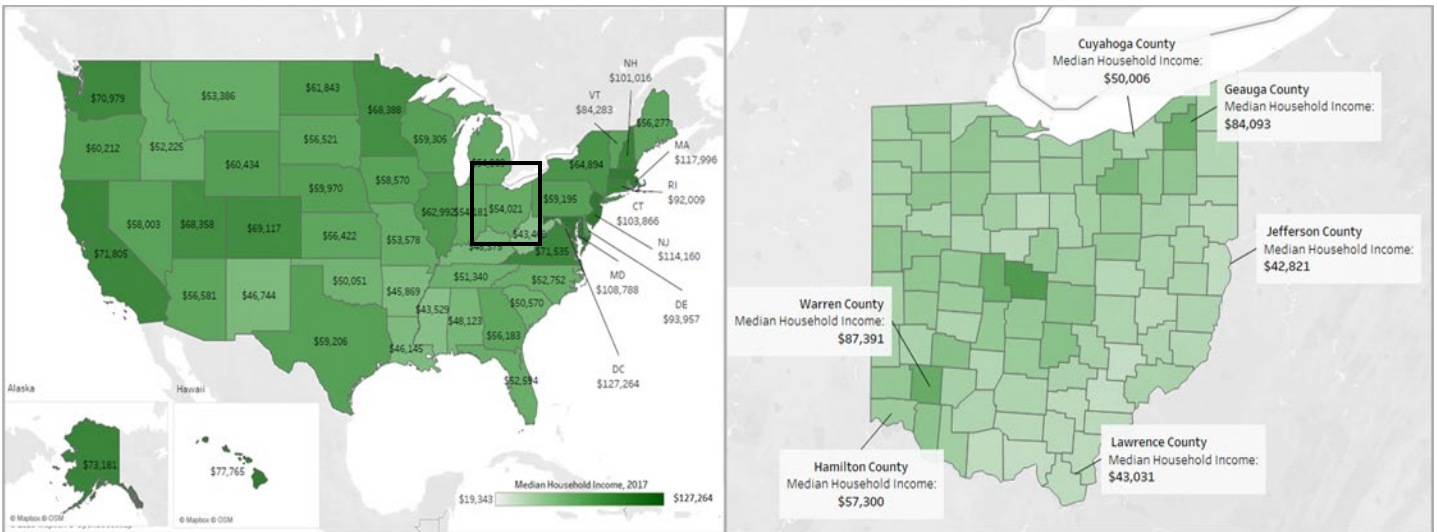 NH
$101,016
VT
$84,283
$70,979
$53,386
$61,843
$68,388
$56,277
MA
$117,996
$60,212
$52,225
$56,521
$59,305
$64,894
$60,434
RI
$92,009
$59,970
$58,570
$59,195
CT
$103,866
$58,003
$68,358
$69,117
$56,422
$53,578
$62,992
$54,181
$54,021
$71,805
$71,535
NJ
$114,160
MD
$108,788
$56,581
$46,744
$50,051
$45,869
$51,340
$52,752
$50,570
DE
$93,957
$43,529
$48,123
$56,183
$59,206
$46,145
$52,594
DC
$127,264
Alaska
$73,181
© Mapbox © OSM
Hawaii
$77,765
© Mapbox © OSM
Median Household Income, 2017
$19,343
$127,264
Cuyahoga County
Median Household Income:
$50,006
Geauga County
Median Household Income:
$84,093
Jefferson County
Median Household Income:
$42,821
Warren County
Median Household Income:
$87,391
Lawrence County
Median Household Income:
$43,031
Hamilton County
Median Household Income:
$57,300